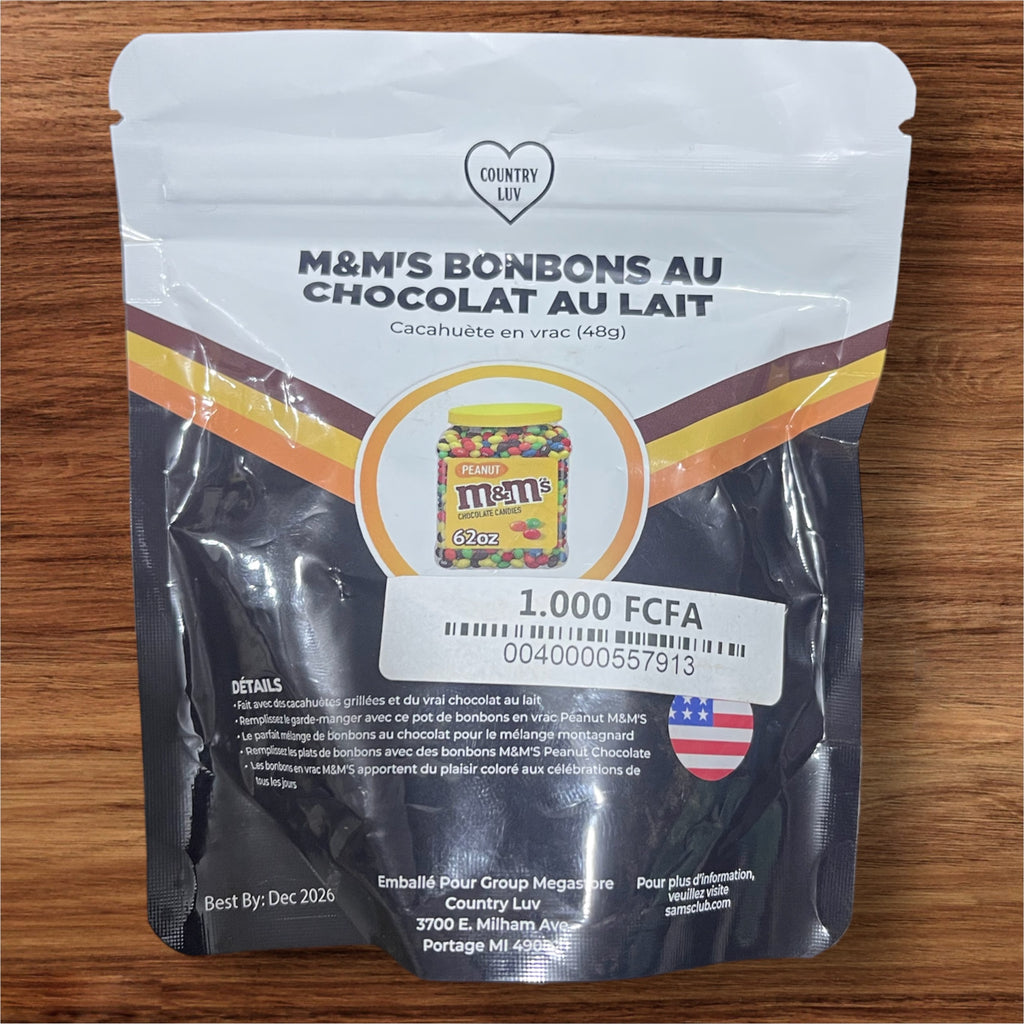 COUNTRY
LUV
M&M'S BONBONS AU
CHOCOLAT AU LAIT
Cacahuète en vrac (48g)
PEANUT
m&m's
CHOCOLATE CANDIES
62oz
1.000 FCFA
0040000557913
DÉTAILS
• Fait avec des cacahuètes grillées et du vrai chocolat au lait
• Remplissez le garde-manger avec ce pot de bonbons en vrac Péanut M&M'S
• Le parfait mélange de bonbons au chocolat pour le mélange montagnard
• Remplissez les plats de bonbons avec des bonbons M&M'S Peanut Chocolate
• Les bonbons en vrac M&M'S apportent du plaisir coloré aux célébrations de
tous les jours
Best By: Dec 2026
Emballé Pour Group Megastore
Country Luv
3700 E. Milham Ave
Portage MI
Pour plus d'information,
veuillez visite
samsclub.com